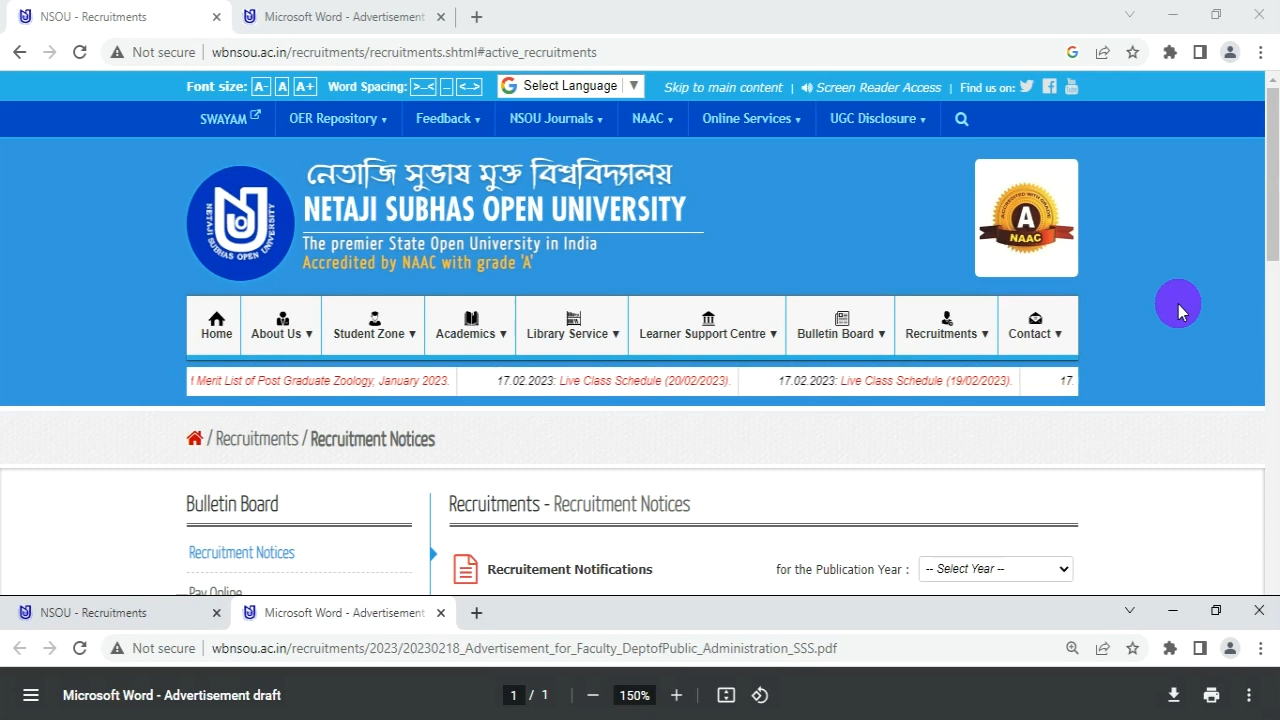 NSOU - Recruitments
Microsoft Word - Advertisement
Not secure wbnsou.ac.in/recruitments/recruitments.shtml#active_recruitments
Font size: A- A A+ Word Spacing: >--< -- <--> Select Language ▼ Skip to main content | Screen Reader Access | Find us on:
SWAYAM OER Repository ▾ Feedback ▾ NSOU Journals ▾ NAAC ▾ Online Services ▾ UGC Disclosure ▾
নেতাজি সুভাষ মুক্ত বিশ্ববিদ্যালয়
NETAJI SUBHAS OPEN UNIVERSITY
The premier State Open University in India
Accredited by NAAC with grade 'A'
NETAJI SUBHAS OPEN UNIVERSITY
ACCREDITED WITH GRADE
A
NAAC
Home About Us ▾ Student Zone ▾ Academics ▾ Library Service ▾ Learner Support Centre ▾ Bulletin Board ▾ Recruitments ▾ Contact ▾
Merit List of Post Graduate Zoology, January 2023. 17.02.2023: Live Class Schedule (20/02/2023). 17.02.2023: Live Class Schedule (19/02/2023). 17.
/ Recruitments / Recruitment Notices
Bulletin Board
Recruitments - Recruitment Notices
Recruitment Notices
Recruitement Notifications for the Publication Year : -- Select Year --
Pay Online
NSOU - Recruitments
Microsoft Word - Advertisement
Not secure wbnsou.ac.in/recruitments/2023/20230218_Advertisement_for_Faculty_DeptofPublic_Administration_SSS.pdf
Microsoft Word - Advertisement draft 1 / 1 — 150% +